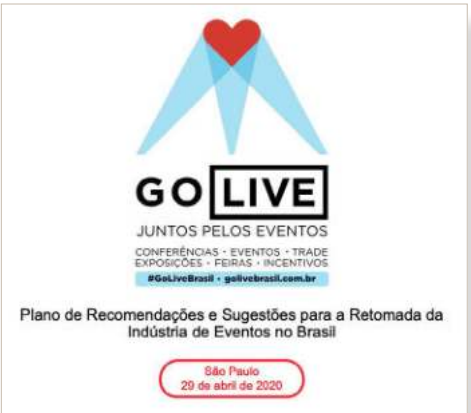 GO LIVE
JUNTOS PELOS EVENTOS
CONFERÊNCIAS • EVENTOS • TRADE
EXPOSIÇÕES • FEIRAS • INCENTIVOS
#GoLiveBrasil • golivebrasil.com.br
Plano de Recomendações e Sugestões para a Retomada da
Indústria de Eventos no Brasil
São Paulo
29 de abril de 2020